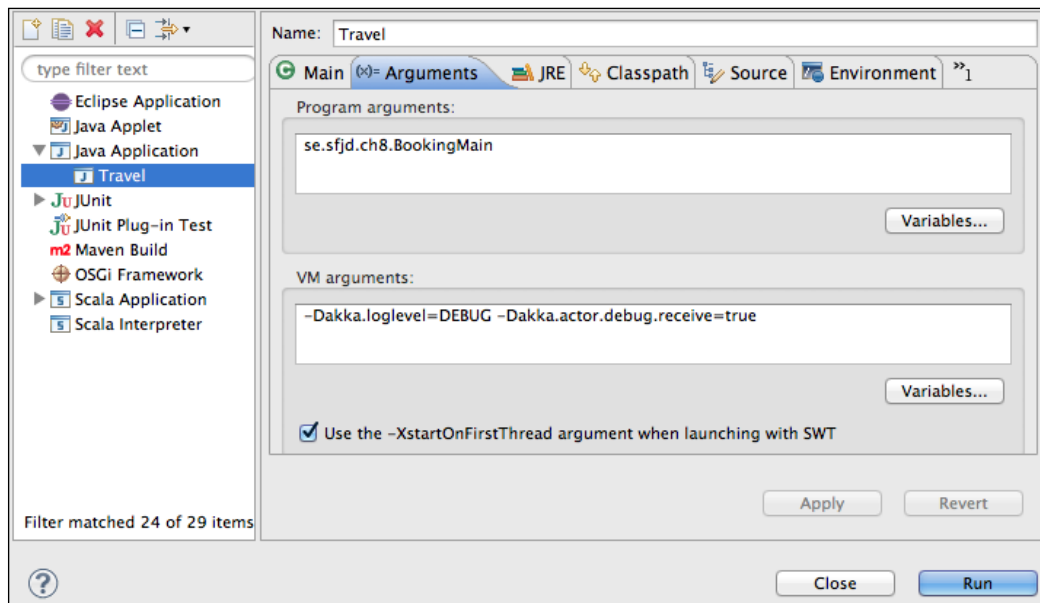 Name: Travel
type filter text
Main (x)= Arguments JRE Classpath Source Environment »1
Eclipse Application
Java Applet
Java Application
Travel
JUnit
JUnit Plug-in Test
m2 Maven Build
OSGi Framework
Scala Application
Scala Interpreter
Filter matched 24 of 29 items
Program arguments:
se.sfjd.ch8.BookingMain
Variables...
VM arguments:
-Dakka.loglevel=DEBUG -Dakka.actor.debug.receive=true
Variables...
Use the -XstartOnFirstThread argument when launching with SWT
Apply Revert
? Close Run